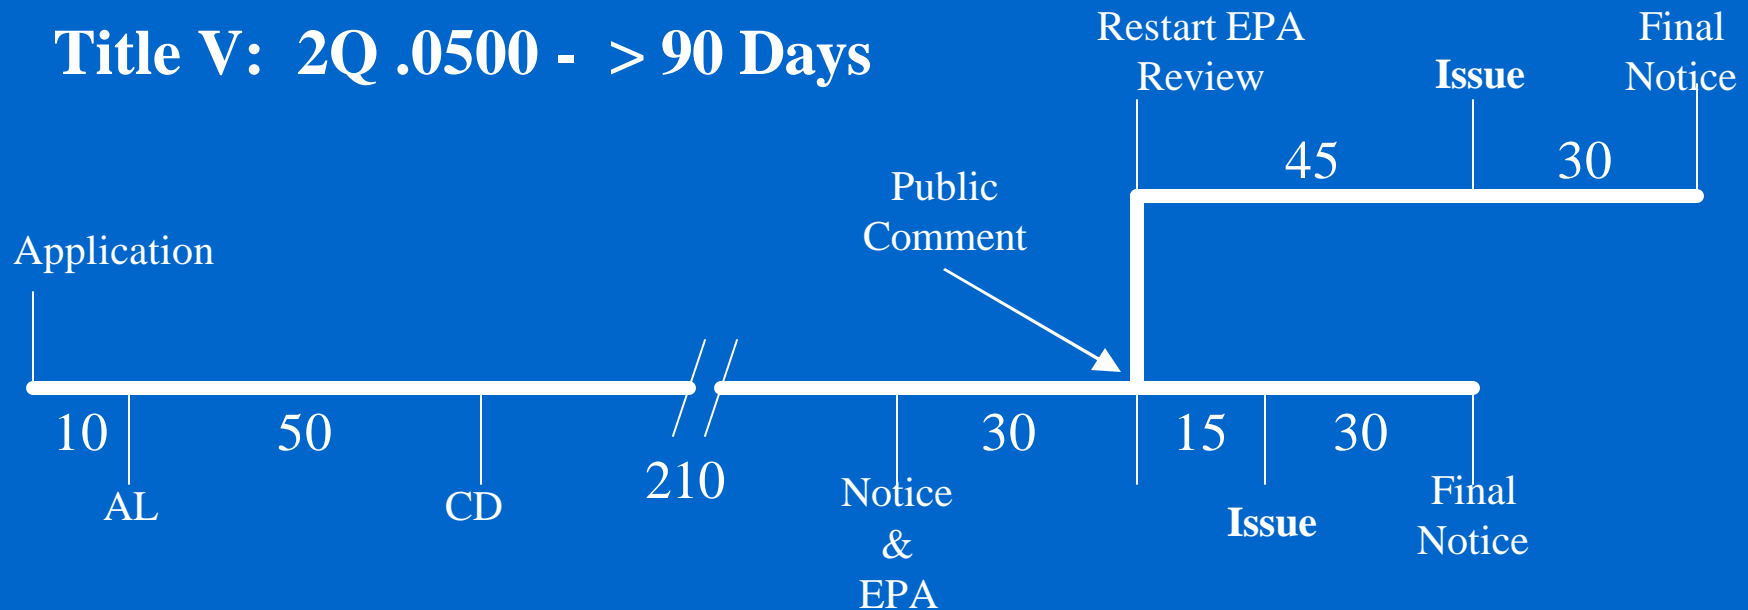 Title V: 2Q .0500 - > 90 Days
Restart EPA
Review
Issue
Final
Notice
45
30
Public
Comment
Application
10
50
210
30
15
30
AL
CD
Notice
&
EPA
Issue
Final
Notice